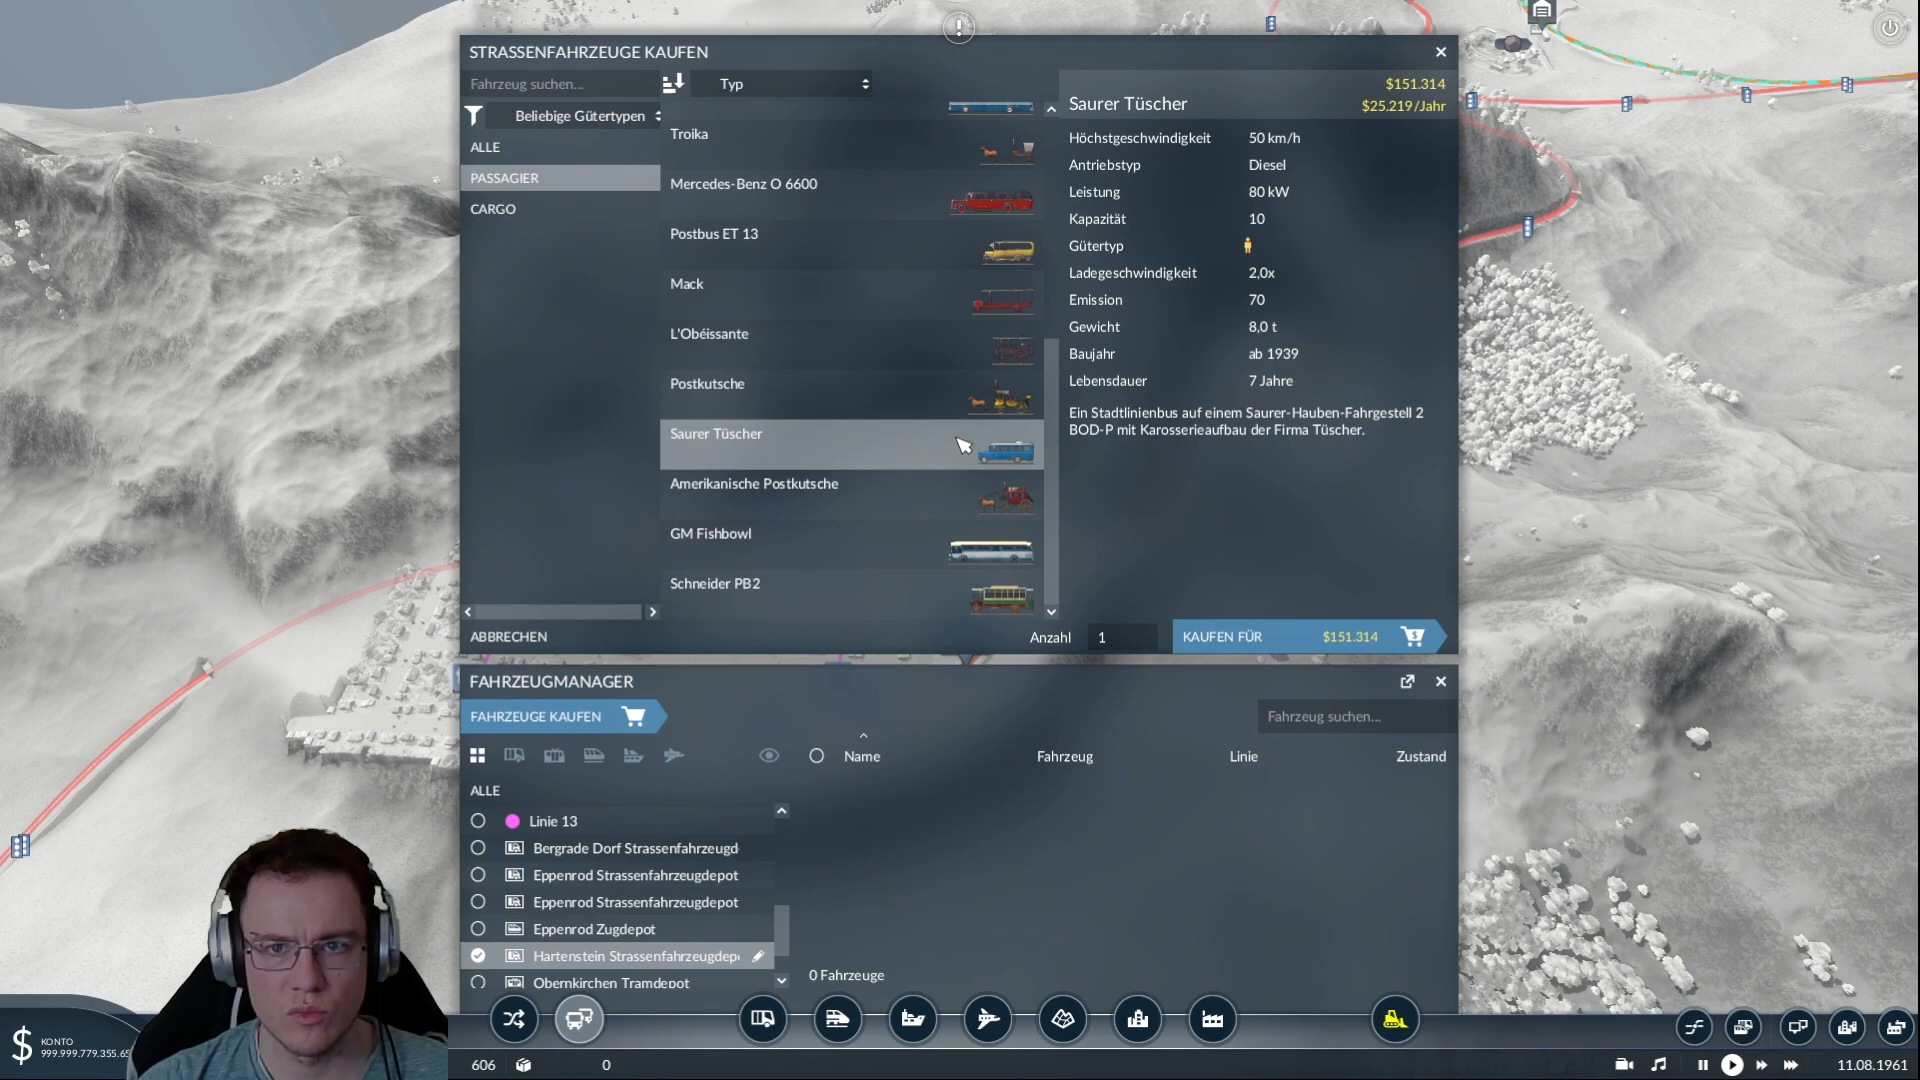 STRASSENFAHRZEUGE KAUFEN
Fahrzeug suchen...
Typ
Beliebige Gütertypen
ALLE
PASSAGIER
CARGO
Troika
Mercedes-Benz O 6600
Postbus ET 13
Mack
L'Obéissante
Postkutsche
Saurer Tüscher
Amerikanische Postkutsche
GM Fishbowl
Schneider PB2
$151.314
Saurer Tüscher
$25.219/Jahr
Höchstgeschwindigkeit 50 km/h
Antriebstyp Diesel
Leistung 80 kW
Kapazität 10
Gütertyp
Ladegeschwindigkeit 2,0x
Emission 70
Gewicht 8,0 t
Baujahr ab 1939
Lebensdauer 7 Jahre
Ein Stadtlinienbus auf einem Saurer-Hauben-Fahrgestell 2
BOD-P mit Karosserieaufbau der Firma Tüscher.
ABBRECHEN
Anzahl 1
KAUFEN FÜR $151.314
FAHRZEUGMANAGER
FAHRZEUGE KAUFEN
Fahrzeug suchen...
Name Fahrzeug Linie Zustand
ALLE
Linie 13
Bergrade Dorf Strassenfahrzeugd
Eppenrod Strassenfahrzeugdepot
Eppenrod Strassenfahrzeugdepot
Eppenrod Zugdepot
Hartenstein Strassenfahrzeugdep
Obernkirchen Tramdepot
0 Fahrzeuge
$ KONTO
999.999.779.355.65
606
0
11.08.1961